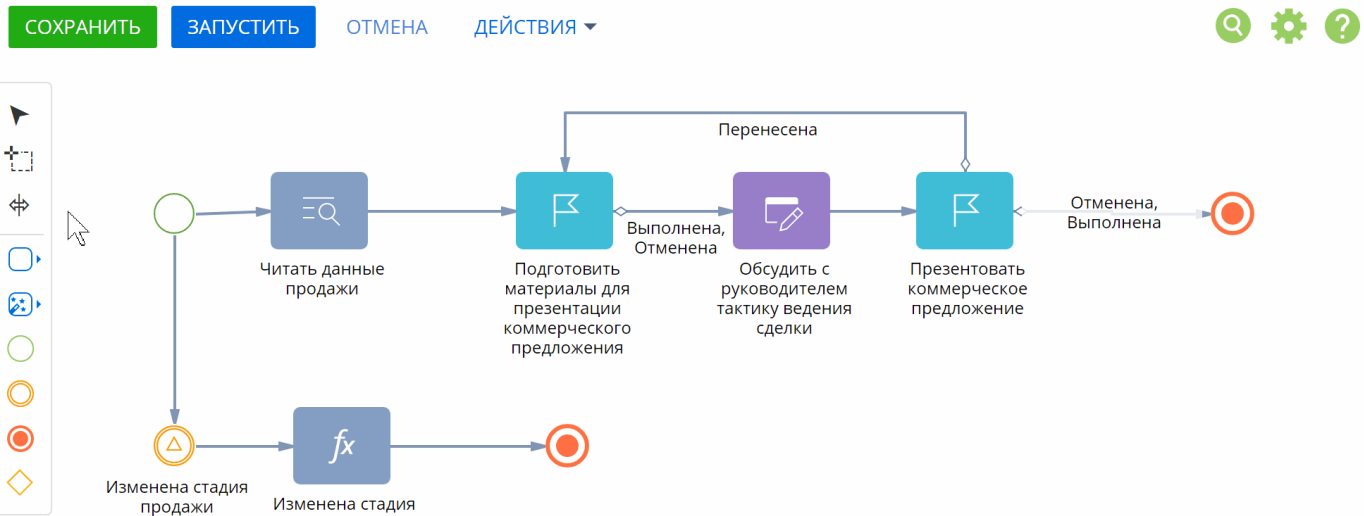 СОХРАНИТЬ
ЗАПУСТИТЬ
ОТМЕНА
ДЕЙСТВИЯ
Перенесена
Выполнена,
Отменена
Отменена,
Выполнена
Читать данные
продажи
Подготовить
материалы для
презентации
коммерческого
предложения
Обсудить с
руководителем
тактику ведения
сделки
Презентовать
коммерческое
предложение
fx
Изменена стадия
продажи
Изменена стадия